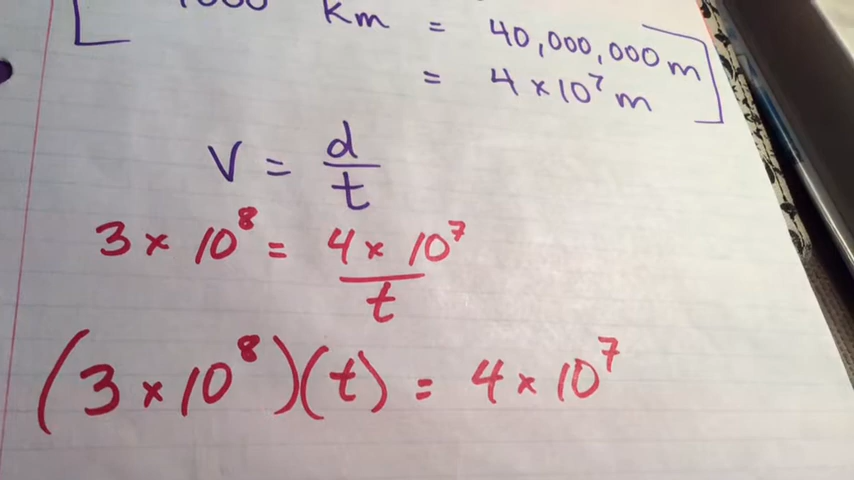 km = 40,000,000 m
= 4 × 10⁷ m
V = d/t
3 × 10⁸ = 4 × 10⁷/t
(3 × 10⁸)(t) = 4 × 10⁷